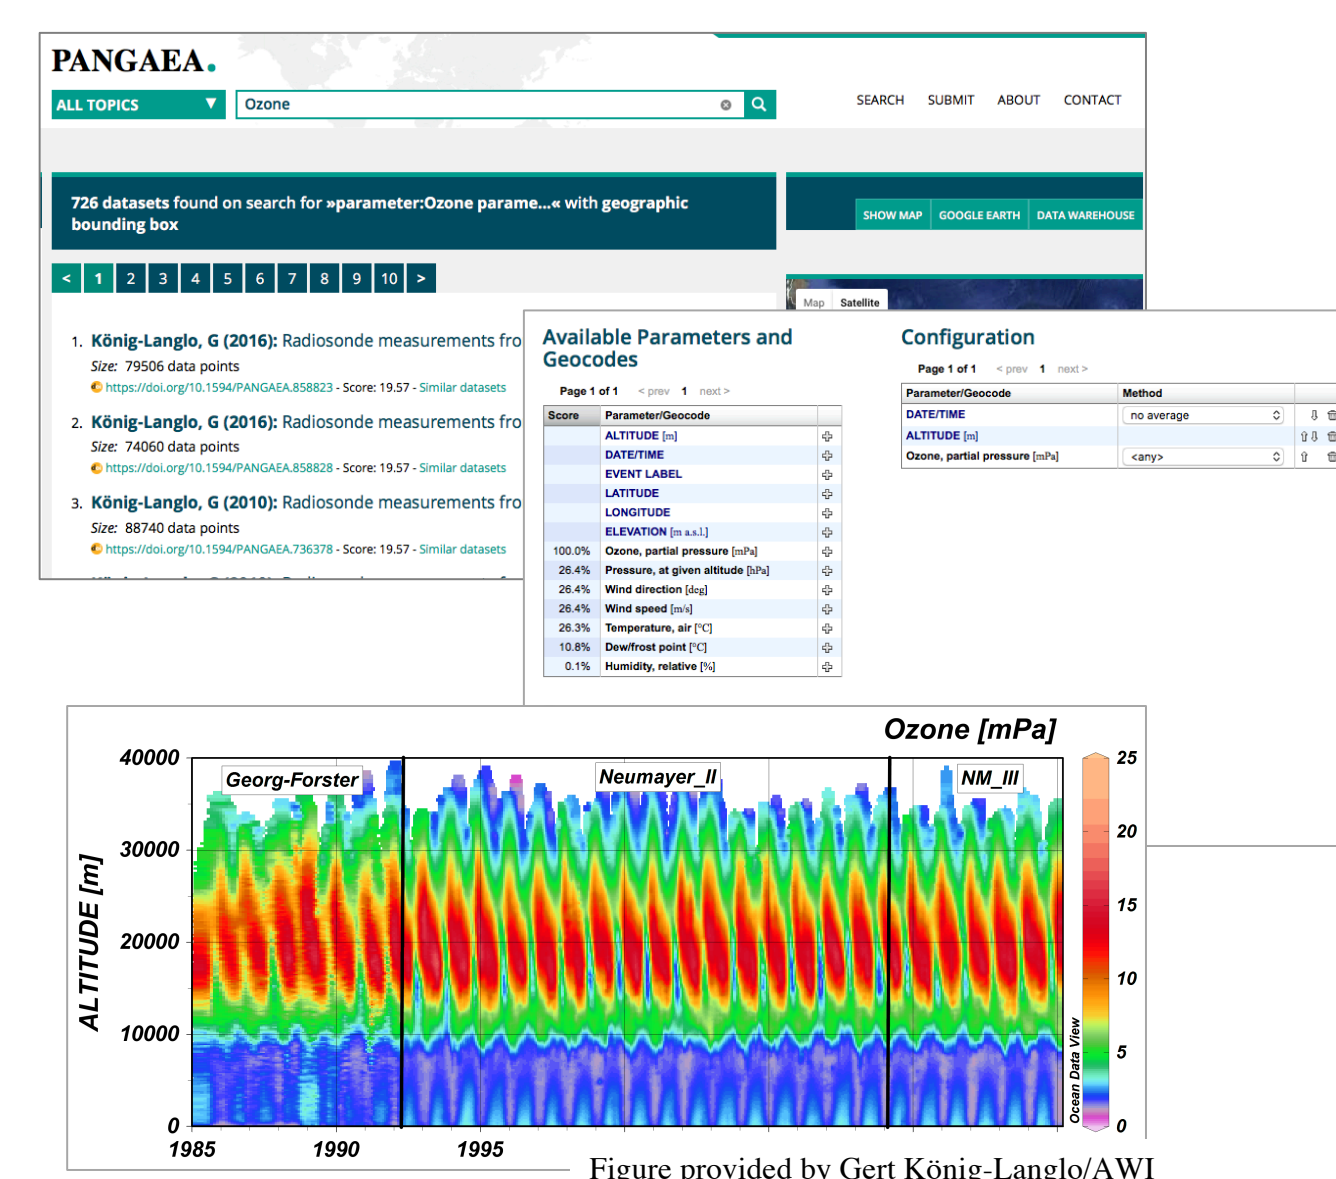 PANGAEA.
ALL TOPICS ▼ Ozone
SEARCH SUBMIT ABOUT CONTACT
726 datasets found on search for »parameter:Ozone parame...« with geographic
bounding box
SHOW MAP GOOGLE EARTH DATA WAREHOUSE
< 1 2 3 4 5 6 7 8 9 10 >
Map Satellite
1. König-Langlo, G (2016): Radiosonde measurements fro
Size: 79506 data points
https://doi.org/10.1594/PANGAEA.858823 - Score: 19.57 - Similar datasets
2. König-Langlo, G (2016): Radiosonde measurements fro
Size: 74060 data points
https://doi.org/10.1594/PANGAEA.858828 - Score: 19.57 - Similar datasets
3. König-Langlo, G (2010): Radiosonde measurements fro
Size: 88740 data points
https://doi.org/10.1594/PANGAEA.736378 - Score: 19.57 - Similar datasets
Available Parameters and
Geocodes
Page 1 of 1 < prev 1 next >
Score Parameter/Geocode
ALTITUDE [m]
DATE/TIME
EVENT LABEL
LATITUDE
LONGITUDE
ELEVATION [m a.s.l.]
100.0% Ozone, partial pressure [mPa]
26.4% Pressure, at given altitude [hPa]
26.4% Wind direction [deg]
26.4% Wind speed [m/s]
26.3% Temperature, air [°C]
10.8% Dew/frost point [°C]
0.1% Humidity, relative [%]
Configuration
Page 1 of 1 < prev 1 next >
Parameter/Geocode Method
DATE/TIME no average
ALTITUDE [m]
Ozone, partial pressure [mPa] <any>
Ozone [mPa]
Georg-Forster
Neumayer_II
NM_III
ALTITUDE [m]
40000
30000
20000
10000
0
1985 1990 1995
25
20
15
10
5
0
Ocean Data View
Figure provided by Gert König-Langlo/AWI